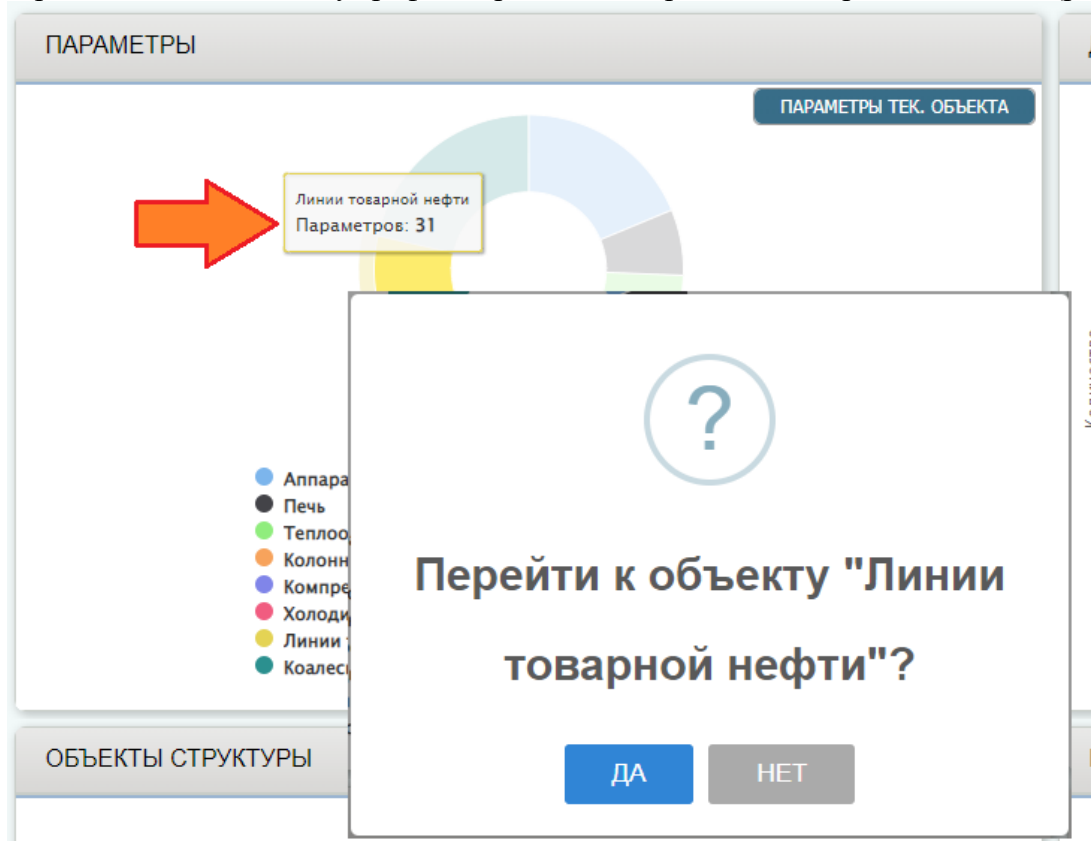 ПАРАМЕТРЫ
ПАРАМЕТРЫ ТЕК. ОБЪЕКТА
Линии товарной нефти
Параметров: 31
Печь
Линии
?
Перейти к объекту "Линии
товарной нефти"?
ДА
НЕТ
ОБЪЕКТЫ СТРУКТУРЫ